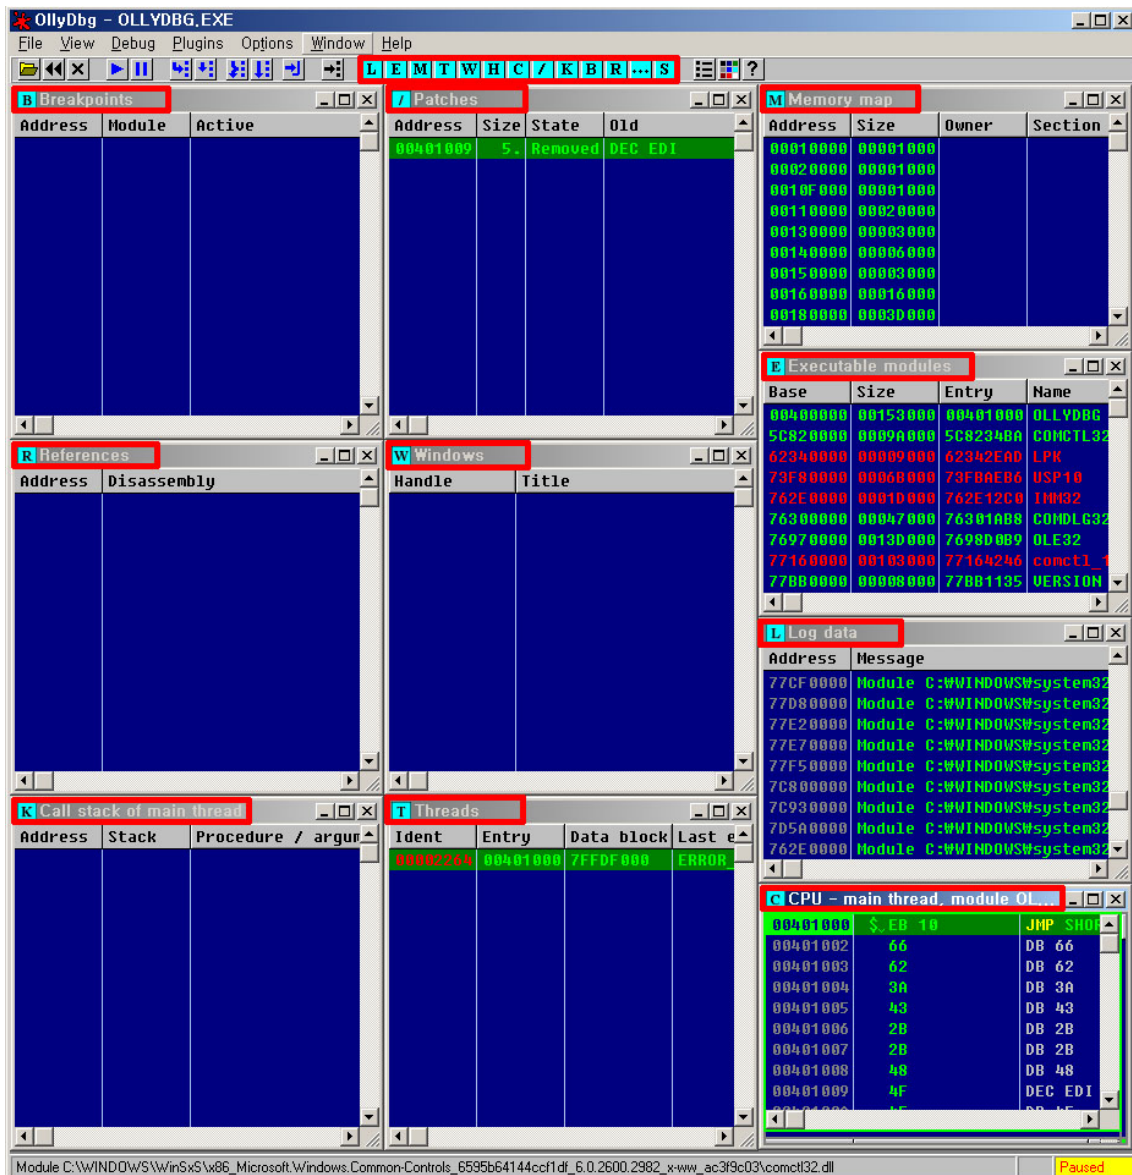 OllyDbg - OLLYDBG.EXE
File View Debug Plugins Options Window Help
L E M T W H C / K B R ... S ?
B Breakpoints
Address Module Active
/ Patches
Address Size State Old
00401009 5. Removed DEC EDI
M Memory map
Address Size Owner Section
00010000 00001000
00020000 00001000
0010F000 00001000
00110000 00020000
00130000 00003000
00140000 00006000
00150000 00003000
00160000 00016000
00180000 0003D000
E Executable modules
Base Size Entry Name
00400000 00153000 00401000 OLLYDBG
5C820000 0009A000 5C8234BA COMCTL32
62340000 00009000 62342EAD LPK
73F80000 0006B000 73FBAEB6 USP10
762E0000 0001D000 762E12C0 IMM32
76300000 00047000 76301AB8 COMDLG32
76970000 0013D000 7698D0B9 OLE32
77160000 00103000 77164246 comctl_1
77BB0000 00008000 77BB1135 VERSION
R References
Address Disassembly
W Windows
Handle Title
L Log data
Address Message
77CF0000 Module C:₩WINDOWS₩system32
77D80000 Module C:₩WINDOWS₩system32
77E20000 Module C:₩WINDOWS₩system32
77E70000 Module C:₩WINDOWS₩system32
77F50000 Module C:₩WINDOWS₩system32
7C800000 Module C:₩WINDOWS₩system32
7C930000 Module C:₩WINDOWS₩system32
7D5A0000 Module C:₩WINDOWS₩system32
762E0000 Module C:₩WINDOWS₩system32
K Call stack of main thread
Address Stack Procedure / argum
T Threads
Ident Entry Data block Last e
00002264 00401000 7FFDF000 ERROR_
C CPU - main thread, module OL...
00401000 $ EB 10 JMP SHOR
00401002 66 DB 66
00401003 62 DB 62
00401004 3A DB 3A
00401005 43 DB 43
00401006 2B DB 2B
00401007 2B DB 2B
00401008 48 DB 48
00401009 4F DEC EDI
Module C:\WINDOWS\WinSxS\x86_Microsoft.Windows.Common-Controls_6595b64144ccf1df_6.0.2600.2982_x-ww_ac3f9c03\comctl32.dll
Paused